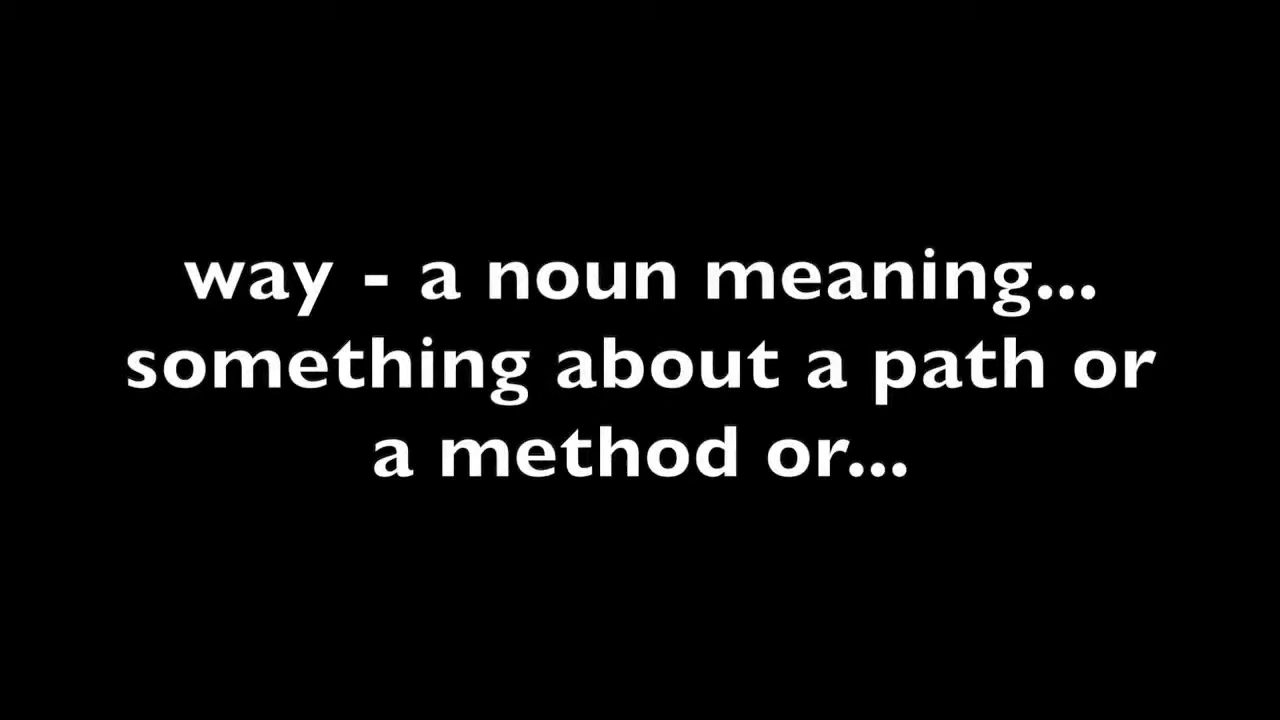 way - a noun meaning...
something about a path or
a method or...